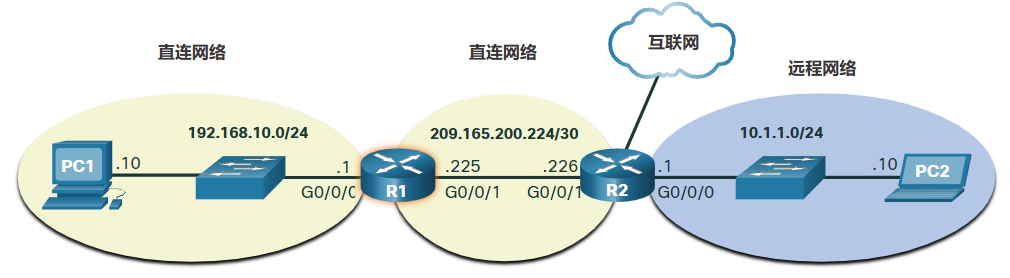 直连网络
直连网络
互联网
远程网络
192.168.10.0/24
209.165.200.224/30
10.1.1.0/24
PC1
.10
.1
G0/0/0
R1
.225
G0/0/1
.226
G0/0/1
R2
.1
G0/0/0
.10
PC2